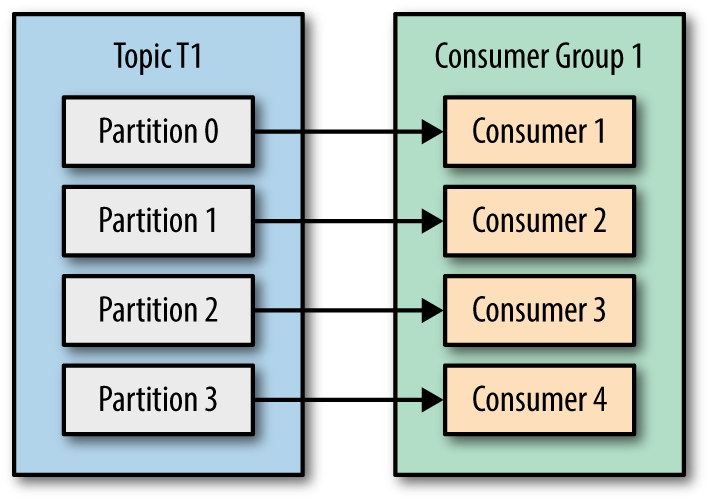 Topic T1
Partition 0
Partition 1
Partition 2
Partition 3
Consumer Group 1
Consumer 1
Consumer 2
Consumer 3
Consumer 4